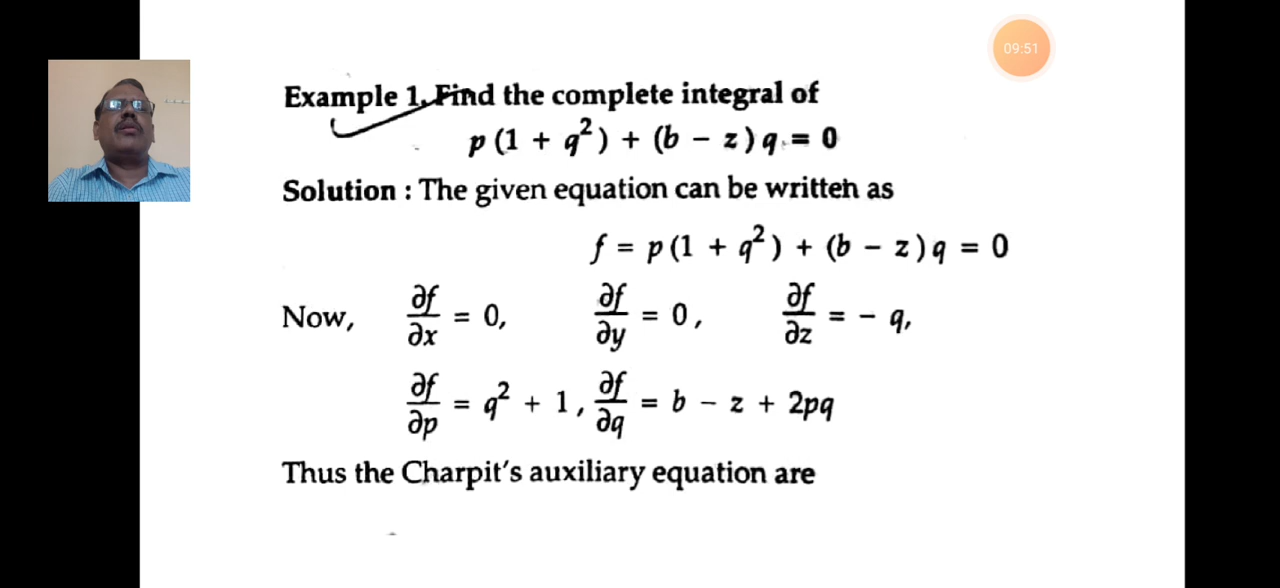 09:51
Example 1. Find the complete integral of
p (1 + q²) + (b − z) q = 0
Solution : The given equation can be written as
f = p (1 + q²) + (b − z) q = 0
Now, ∂f/∂x = 0, ∂f/∂y = 0, ∂f/∂z = − q,
∂f/∂p = q² + 1, ∂f/∂q = b − z + 2pq
Thus the Charpit's auxiliary equation are